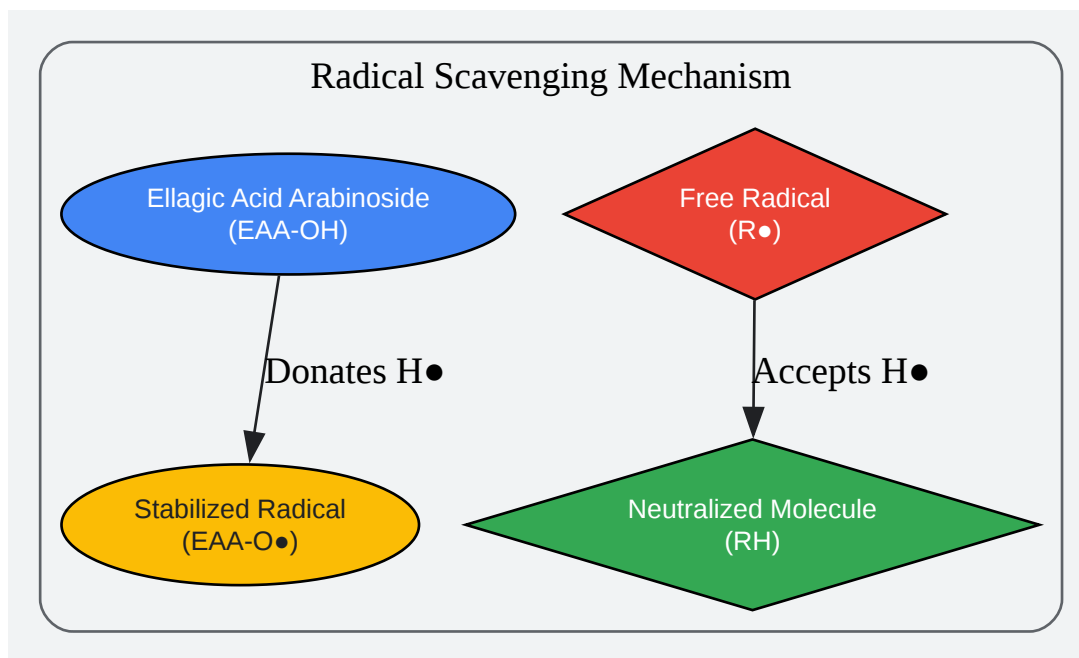 Radical Scavenging Mechanism
Ellagic Acid Arabinoside
(EAA-OH)
Free Radical
(R●)
Donates H●
Accepts H●
Stabilized Radical
(EAA-O●)
Neutralized Molecule
(RH)